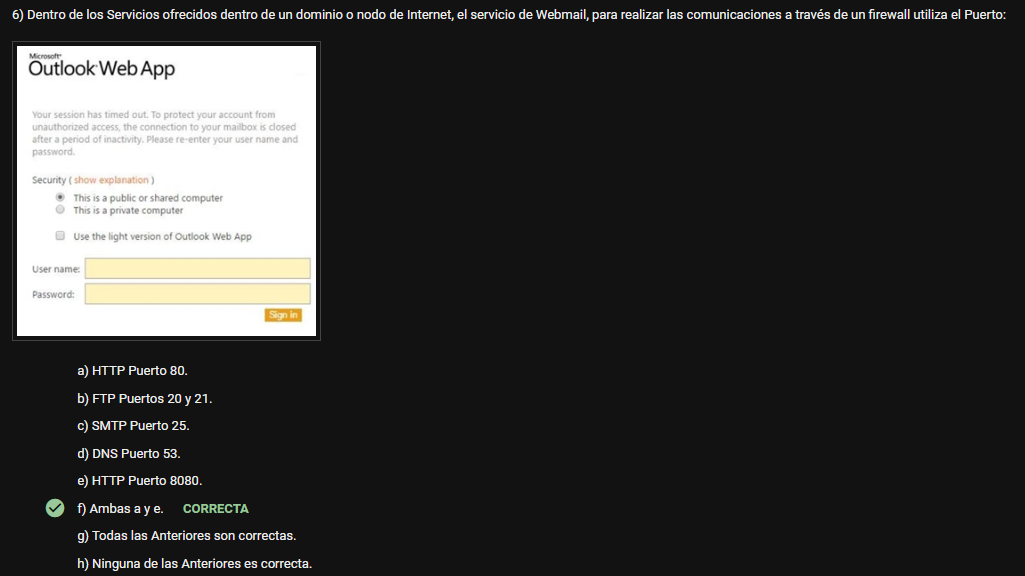 6) Dentro de los Servicios ofrecidos dentro de un dominio o nodo de Internet, el servicio de Webmail, para realizar las comunicaciones a través de un firewall utiliza el Puerto:
Microsoft
Outlook Web App
Your session has timed out. To protect your account from
unauthorized access, the connection to your mailbox is closed
after a period of inactivity. Please re-enter your user name and
password.
Security ( show explanation )
This is a public or shared computer
This is a private computer
Use the light version of Outlook Web App
User name:
Password:
Sign in
a) HTTP Puerto 80.
b) FTP Puertos 20 y 21.
c) SMTP Puerto 25.
d) DNS Puerto 53.
e) HTTP Puerto 8080.
f) Ambas a y e. CORRECTA
g) Todas las Anteriores son correctas.
h) Ninguna de las Anteriores es correcta.